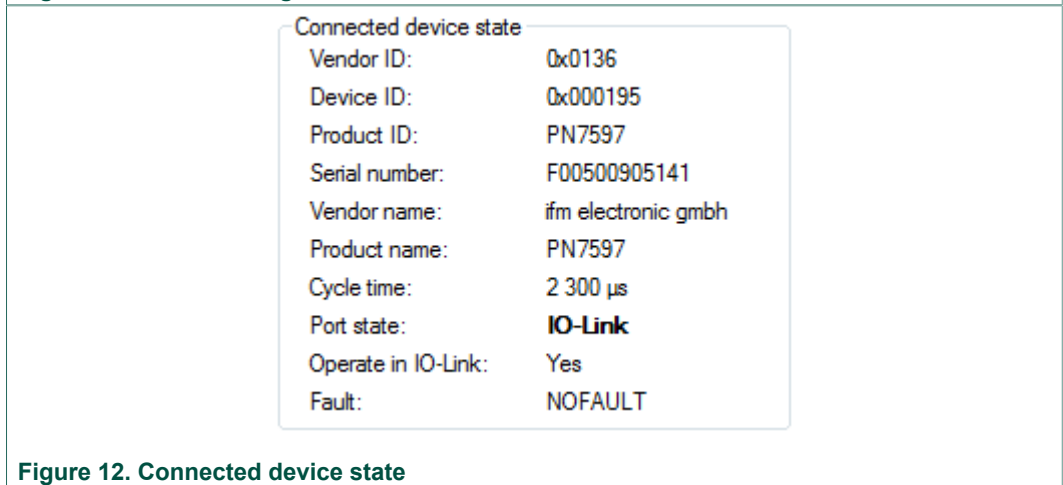 Connected device state
Vendor ID: 0x0136
Device ID: 0x000195
Product ID: PN7597
Serial number: F00500905141
Vendor name: ifm electronic gmbh
Product name: PN7597
Cycle time: 2 300 µs
Port state: IO-Link
Operate in IO-Link: Yes
Fault: NOFAULT
Figure 12. Connected device state